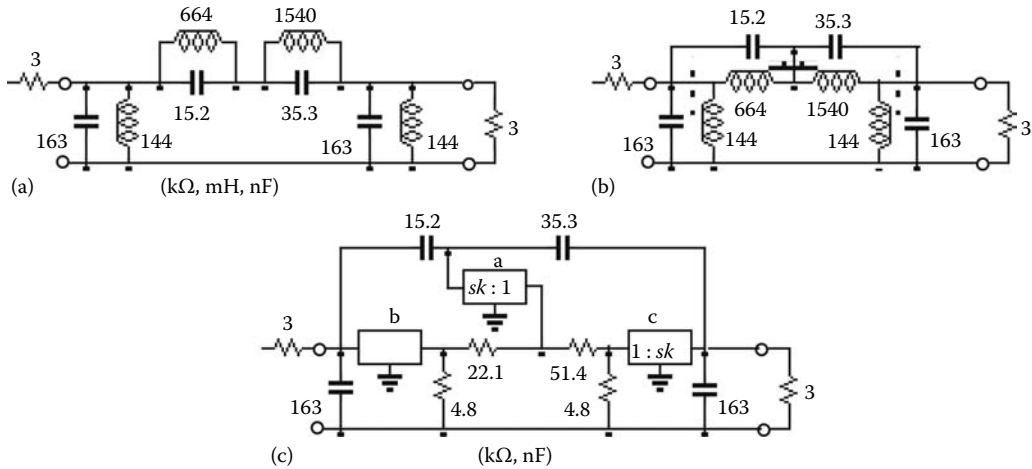 664 1540
3
15.2 35.3
163 144 163 144
3
(a) (kΩ, mH, nF)
15.2 35.3
3
664 1540
163 144 144 163
3
(b)
15.2 35.3
a
sk : 1
3
b c
1 : sk
22.1 51.4
163 4.8 4.8 163
3
(c) (kΩ, nF)